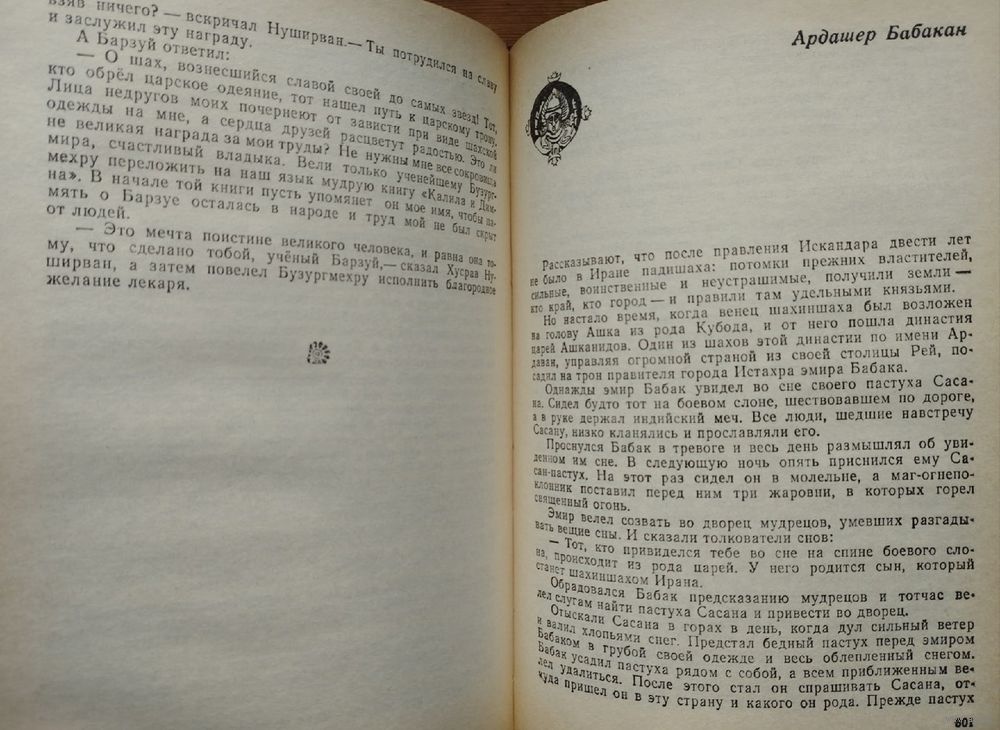 взяв ничего? — вскричал Нуширван.— Ты потрудился на славу
и заслужил эту награду.
А Барзуй ответил:
— О шах, вознесшийся славой своей до самых звезд! Тот,
кто обрёл царское одеяние, тот нашел путь к царскому трону.
Лица недругов моих почернеют от зависти при виде шахской
одежды на мне, а сердца друзей расцветут радостью. Это ли
не великая награда за мои труды? Не нужны мне все сокровища
мира, счастливый владыка. Вели только ученейшему Бузург-
мехру переложить на наш язык мудрую книгу «Калила и Дим-
на». В начале той книги пусть упомянет он мое имя, чтобы па-
мять о Барзуе осталась в народе и труд мой не был скрыт
от людей.
— Это мечта поистине великого человека, и равна она то-
му, что сделано тобой, учёный Барзуй,— сказал Хусрав Ну-
ширван, а затем повелел Бузургмехру исполнить благородное
желание лекаря.
Ардашер Бабакан
Рассказывают, что после правления Искандара двести лет
не было в Иране падишаха: потомки прежних властителей,
сильные, воинственные и неустрашимые, получили земли —
кто край, кто город — и правили там удельными князьями.
Но настало время, когда венец шахиншаха был возложен
на голову Ашка из рода Кубода, и от него пошла династия
царей Ашканидов. Один из шахов этой династии по имени Ар-
даван, управляя огромной страной из своей столицы Рей, по-
садил на трон правителя города Истахра эмира Бабака.
Однажды эмир Бабак увидел во сне своего пастуха Саса-
на. Сидел будто тот на боевом слоне, шествовавшем по дороге,
а в руке держал индийский меч. Все люди, шедшие навстречу
Сасану, низко кланялись и прославляли его.
Проснулся Бабак в тревоге и весь день размышлял об уви-
денном им сне. В следующую ночь опять приснился ему Са-
сан-пастух. На этот раз сидел он в молельне, а маг-огнепо-
клонник поставил перед ним три жаровни, в которых горел
священный огонь.
Эмир велел созвать во дворец мудрецов, умевших разгады-
вать вещие сны. И сказали толкователи снов:
— Тот, кто привиделся тебе во сне на спине боевого сло-
на, происходит из рода царей. У него родится сын, который
станет шахиншахом Ирана.
Обрадовался Бабак предсказанию мудрецов и тотчас ве-
лел слугам найти пастуха Сасана и привести во дворец.
Отыскали Сасана в горах в день, когда дул сильный ветер
и валил хлопьями снег. Предстал бедный пастух перед эмиром
Бабаком в грубой своей одежде и весь облепленный снегом.
Бабак усадил пастуха рядом с собой, а всем приближенным ве-
лел удалиться. После этого стал он спрашивать Сасана, от-
куда пришел он в эту страну и какого он рода. Прежде пастух
601